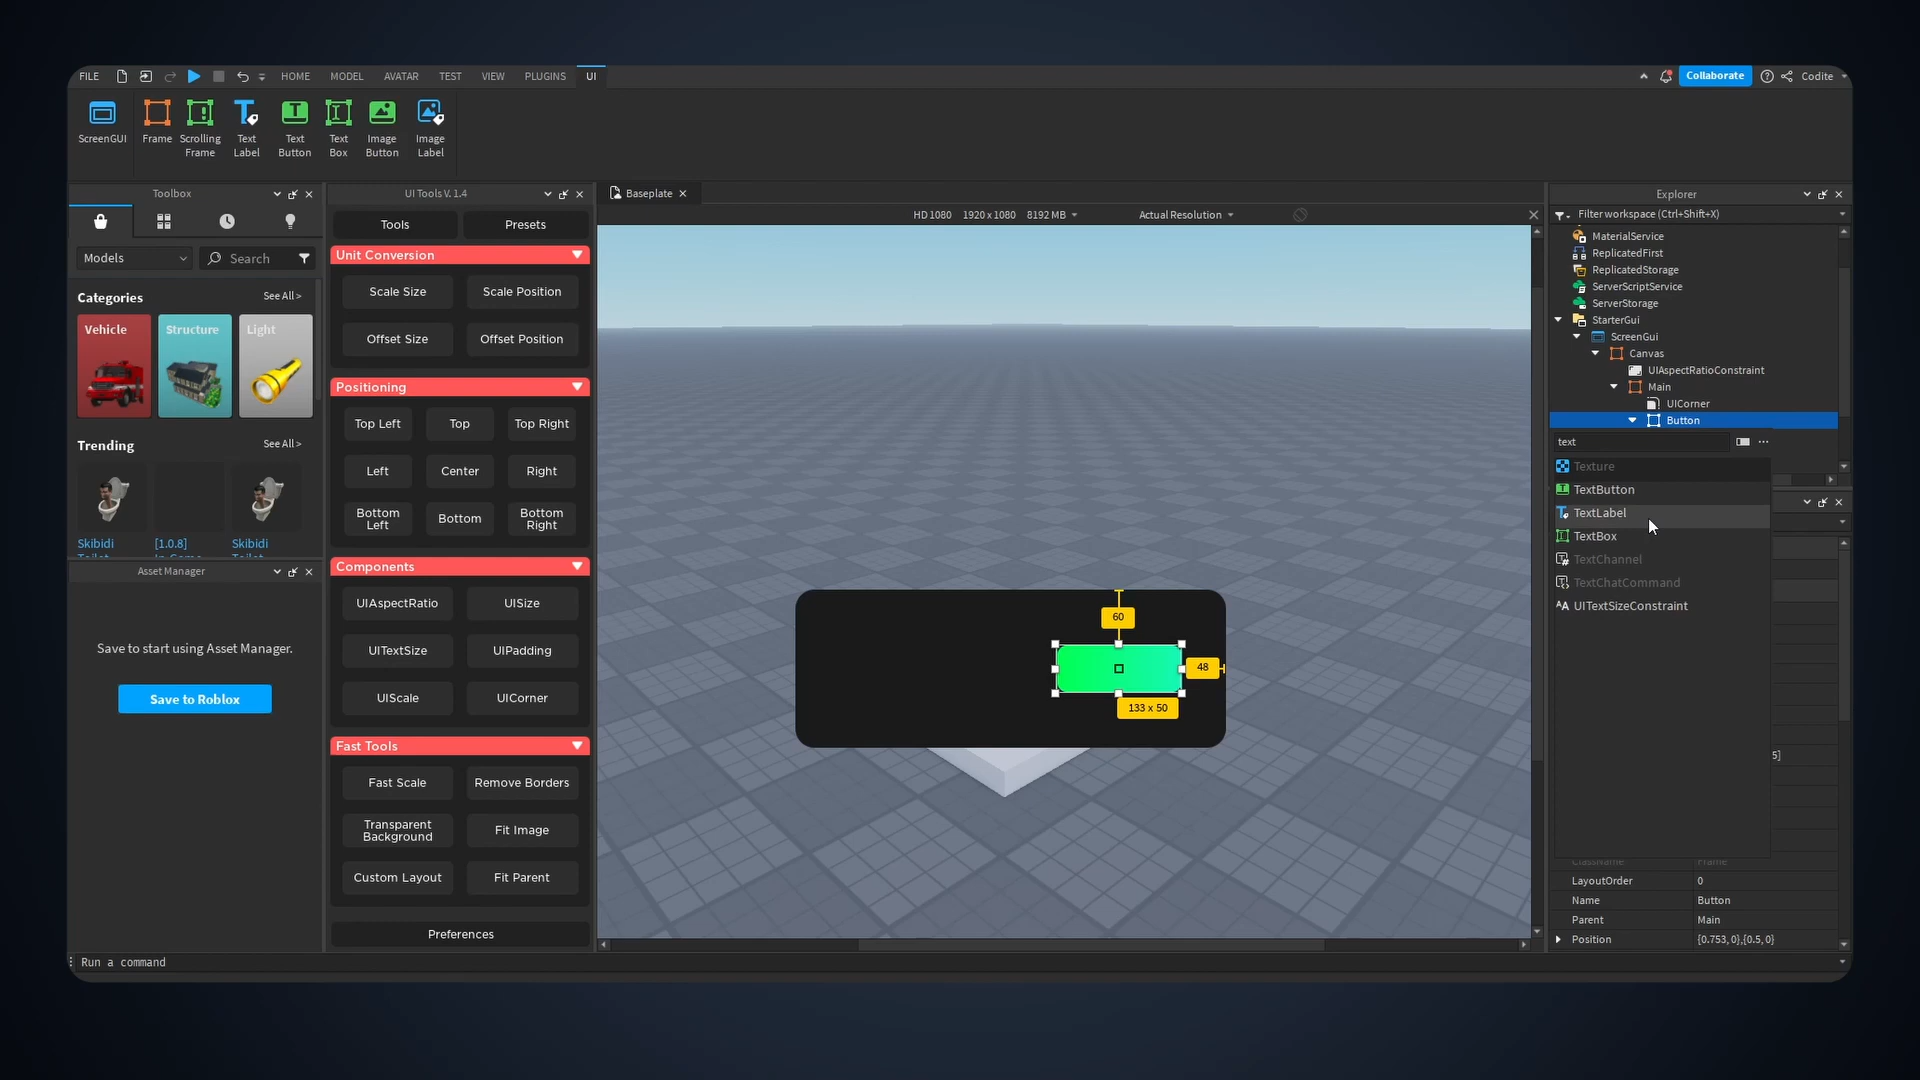 FILE
HOME
MODEL
AVATAR
TEST
VIEW
PLUGINS
UI
Collaborate
Codite
ScreenGUI
Frame
Scrolling
Frame
Text
Label
Text
Button
Text
Box
Image
Button
Image
Label
Toolbox
Models
Search
Categories
See All >
Vehicle
Structure
Light
Trending
See All >
Skibidi
[1.0.8]
Skibidi
Asset Manager
Save to start using Asset Manager.
Save to Roblox
UI Tools V. 1.4
Tools
Presets
Unit Conversion
Scale Size
Scale Position
Offset Size
Offset Position
Positioning
Top Left
Top
Top Right
Left
Center
Right
Bottom
Left
Bottom
Bottom
Right
Components
UIAspectRatio
UISize
UITextSize
UIPadding
UIScale
UICorner
Fast Tools
Fast Scale
Remove Borders
Transparent
Background
Fit Image
Custom Layout
Fit Parent
Preferences
Baseplate
HD 1080 1920 x 1080 8192 MB
Actual Resolution
60
48
133 x 50
Explorer
Filter workspace (Ctrl+Shift+X)
MaterialService
ReplicatedFirst
ReplicatedStorage
ServerScriptService
ServerStorage
StarterGui
ScreenGui
Canvas
UIAspectRatioConstraint
Main
UICorner
Button
text
Texture
TextButton
TextLabel
TextBox
TextChannel
TextChatCommand
UITextSizeConstraint
5]
ClassName Frame
LayoutOrder 0
Name Button
Parent Main
Position {0.753, 0},{0.5, 0}
Run a command